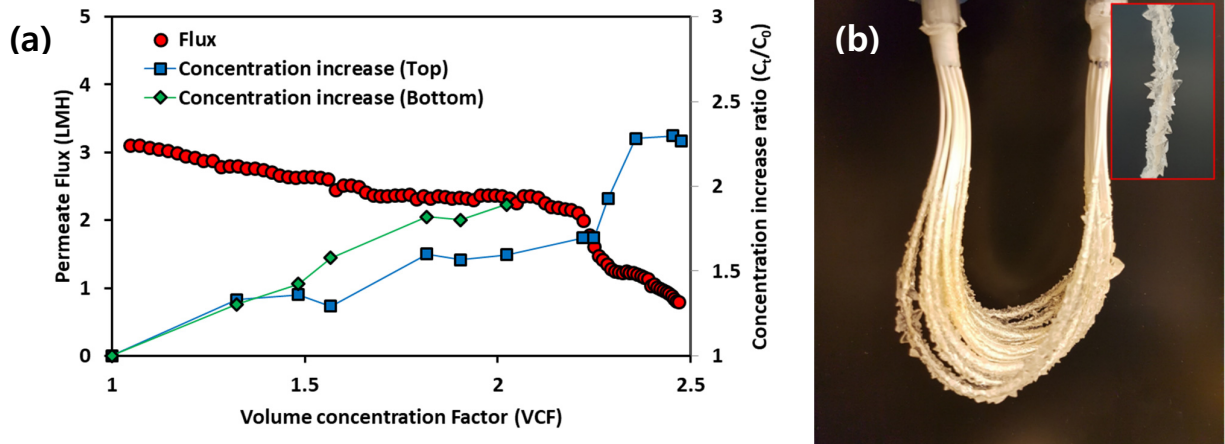 (a)
Flux
Concentration increase (Top)
Concentration increase (Bottom)
5
4
3
2
1
0
Permeate Flux (LMH)
3
2.5
2
1.5
1
Concentration increase ratio (Cₜ/C₀)
1
1.5
2
2.5
Volume concentration Factor (VCF)
(b)